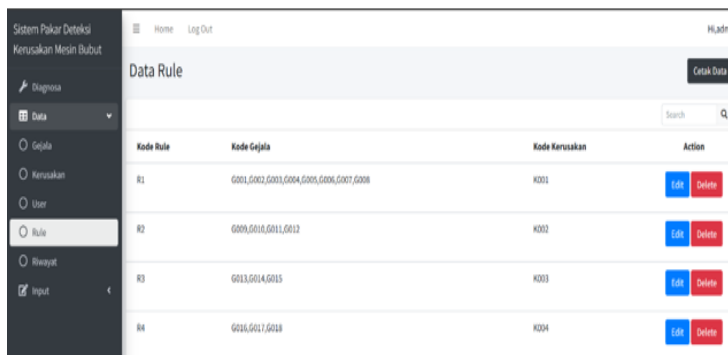 Sistem Pakar Deteksi
Kerusakan Mesin Bubut
Home Log Out
Hi,adm
Data Rule
Cetak Data
Diagnosa
Data
Gejala
Kerusakan
User
Rule
Riwayat
Input
Search
Kode Rule Kode Gejala Kode Kerusakan Action
R1 G001,G002,G003,G004,G005,G006,G007,G008 K001 Edit Delete
R2 G009,G010,G011,G012 K002 Edit Delete
R3 G013,G014,G015 K003 Edit Delete
R4 G016,G017,G018 K004 Edit Delete